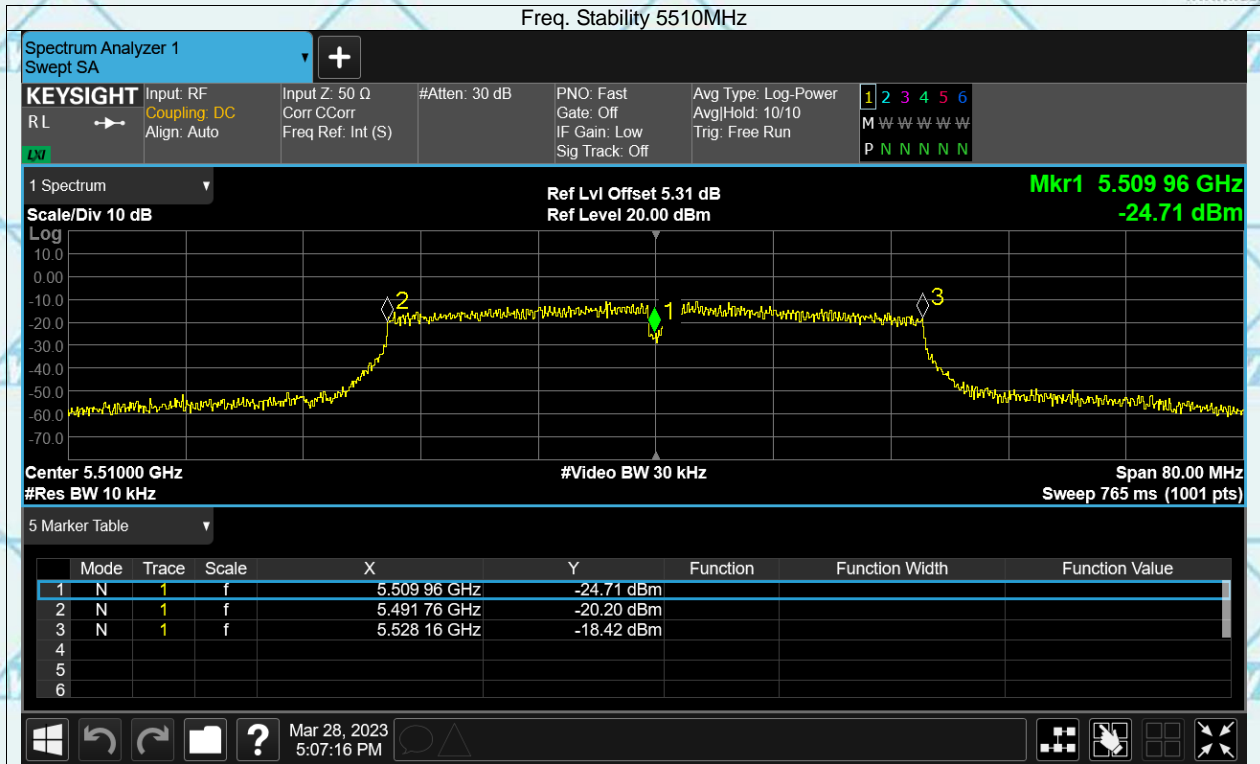 Freq. Stability 5510MHz
Spectrum Analyzer 1
Swept SA
+
KEYSIGHT
RL
LXI
Input: RF
Coupling: DC
Align: Auto
Input Z: 50 Ω
Corr CCorr
Freq Ref: Int (S)
#Atten: 30 dB
PNO: Fast
Gate: Off
IF Gain: Low
Sig Track: Off
Avg Type: Log-Power
Avg|Hold: 10/10
Trig: Free Run
1 2 3 4 5 6
M W W W W W W
P N N N N N N
1 Spectrum
Scale/Div 10 dB
Ref Lvl Offset 5.31 dB
Ref Level 20.00 dBm
Mkr1 5.509 96 GHz
-24.71 dBm
Log
10.0
0.00
-10.0
-20.0
-30.0
-40.0
-50.0
-60.0
-70.0
2
1
3
Center 5.51000 GHz
#Video BW 30 kHz
Span 80.00 MHz
#Res BW 10 kHz
Sweep 765 ms (1001 pts)
5 Marker Table
Mode Trace Scale X Y Function Function Width Function Value
1 N 1 f 5.509 96 GHz -24.71 dBm
2 N 1 f 5.491 76 GHz -20.20 dBm
3 N 1 f 5.528 16 GHz -18.42 dBm
4
5
6
?
Mar 28, 2023
5:07:16 PM